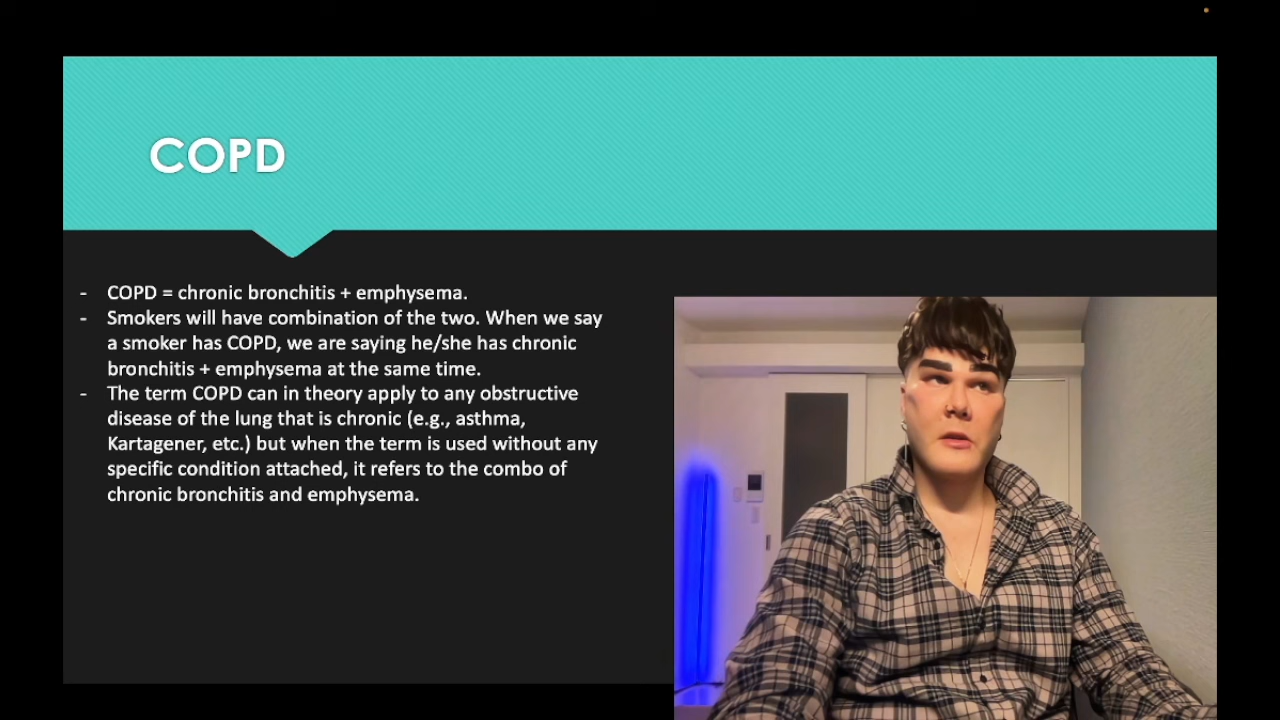 COPD
- COPD = chronic bronchitis + emphysema.
- Smokers will have combination of the two. When we say
a smoker has COPD, we are saying he/she has chronic
bronchitis + emphysema at the same time.
- The term COPD can in theory apply to any obstructive
disease of the lung that is chronic (e.g., asthma,
Kartagener, etc.) but when the term is used without any
specific condition attached, it refers to the combo of
chronic bronchitis and emphysema.